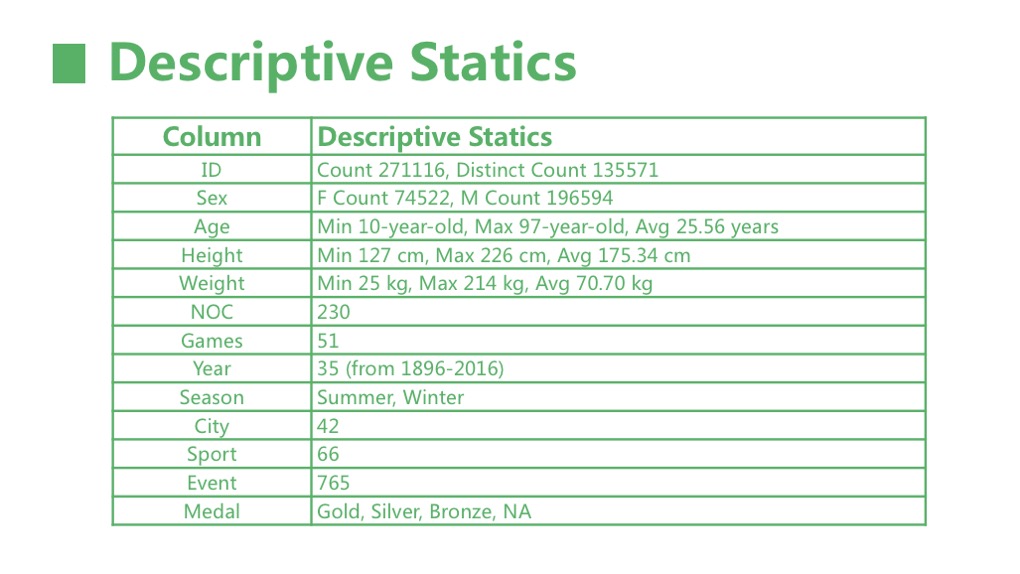 Descriptive Statics
Column Descriptive Statics
ID Count 271116, Distinct Count 135571
Sex F Count 74522, M Count 196594
Age Min 10-year-old, Max 97-year-old, Avg 25.56 years
Height Min 127 cm, Max 226 cm, Avg 175.34 cm
Weight Min 25 kg, Max 214 kg, Avg 70.70 kg
NOC 230
Games 51
Year 35 (from 1896-2016)
Season Summer, Winter
City 42
Sport 66
Event 765
Medal Gold, Silver, Bronze, NA